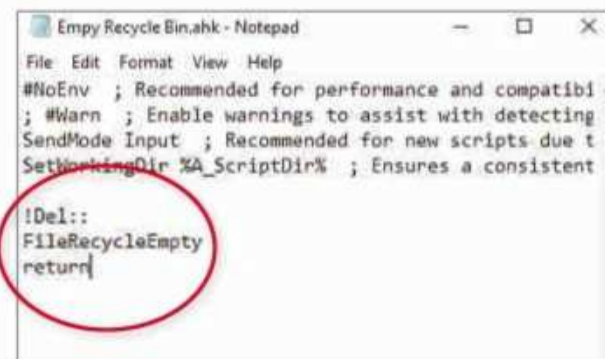 Empy Recycle Bin.ahk - Notepad
File Edit Format View Help
#NoEnv ; Recommended for performance and compatibi
; #Warn ; Enable warnings to assist with detecting
SendMode Input ; Recommended for new scripts due t
SetWorkingDir %A_ScriptDir% ; Ensures a consistent
!Del::
FileRecycleEmpty
return